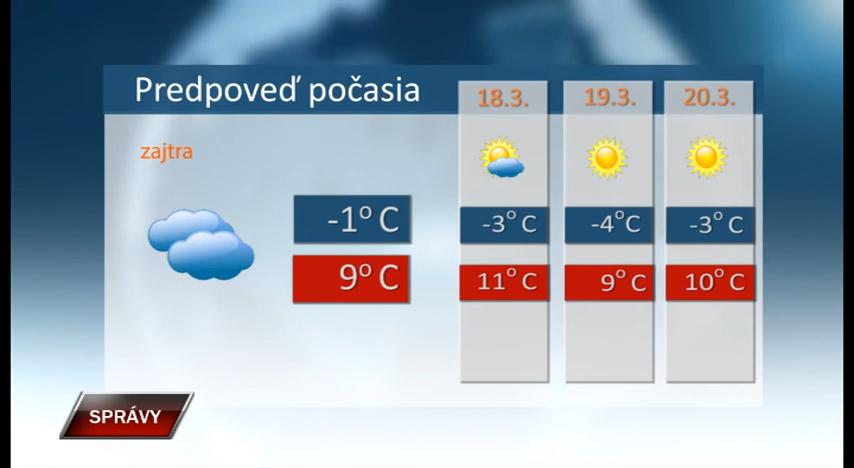 Predpoveď počasia
zajtra
-1° C
9° C
18.3.
-3° C
11° C
19.3.
-4°C
9° C
20.3.
-3° C
10° C
SPRÁVY